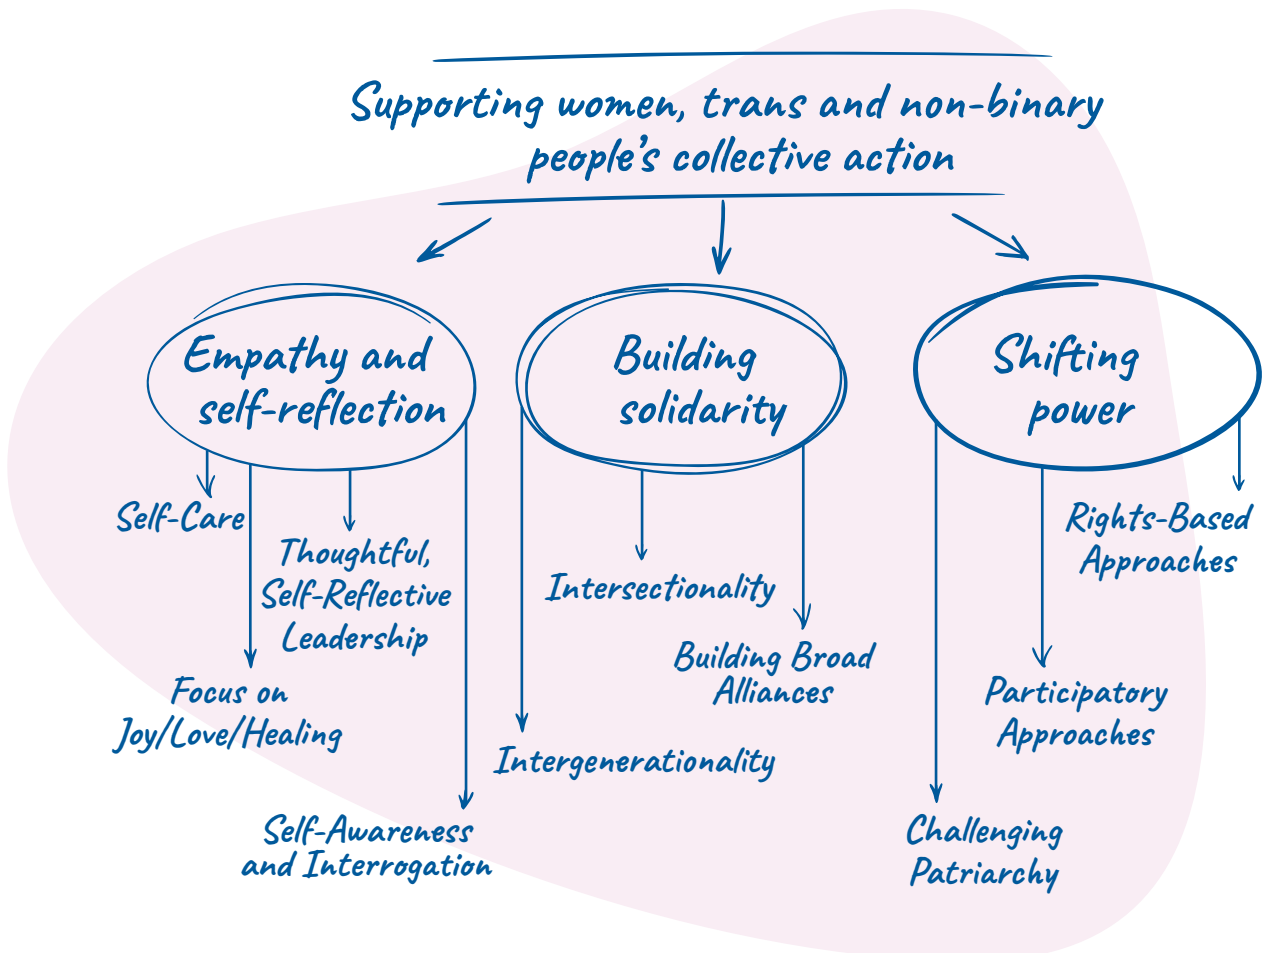 Supporting women, trans and non-binary
people's collective action
Empathy and
self-reflection
Self-Care
Thoughtful,
Self-Reflective
Leadership
Focus on
Joy/Love/Healing
Self-Awareness
and Interrogation
Building
solidarity
Intersectionality
Building Broad
Alliances
Intergenerationality
Shifting
power
Rights-Based
Approaches
Participatory
Approaches
Challenging
Patriarchy